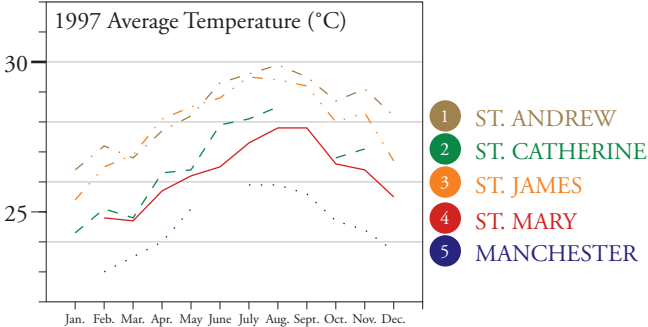 1997 Average Temperature (˚C)
30
25
Jan. Feb. Mar. Apr. May June July Aug. Sept. Oct. Nov. Dec.
1 ST. ANDREW
2 ST. CATHERINE
3 ST. JAMES
4 ST. MARY
5 MANCHESTER